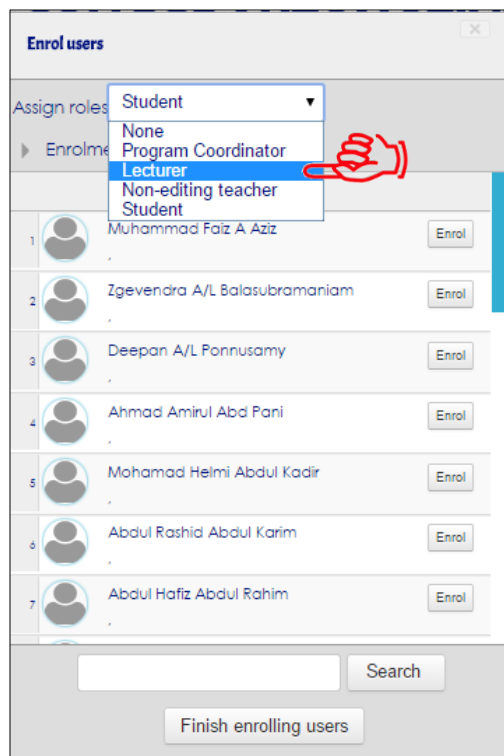 Enrol users
Assign roles Student
None
Program Coordinator
Enrolme
Lecturer
Non-editing teacher
Student
1 Muhammad Faiz A Aziz Enrol
,
2 Zgevendra A/L Balasubramaniam Enrol
,
3 Deepan A/L Ponnusamy Enrol
,
4 Ahmad Amirul Abd Pani Enrol
,
5 Mohamad Helmi Abdul Kadir Enrol
,
6 Abdul Rashid Abdul Karim Enrol
,
7 Abdul Hafiz Abdul Rahim Enrol
,
Search
Finish enrolling users